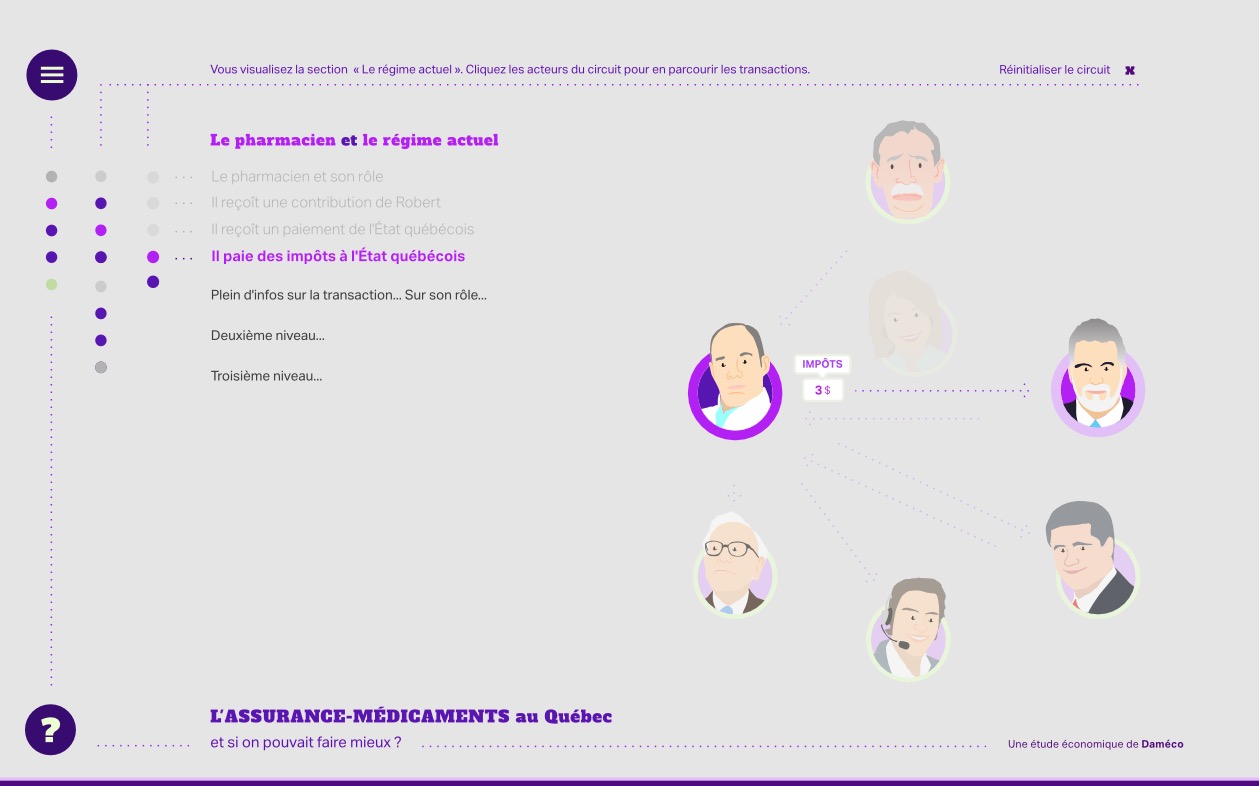 Vous visualisez la section « Le régime actuel ». Cliquez les acteurs du circuit pour en parcourir les transactions.
Réinitialiser le circuit
Le pharmacien et le régime actuel
Le pharmacien et son rôle
Il reçoît une contribution de Robert
Il reçoît un paiement de l'État québécois
Il paie des impôts à l'État québécois
Plein d'infos sur la transaction... Sur son rôle...
Deuxième niveau...
Troisième niveau...
IMPÔTS
3 $
?
L'ASSURANCE-MÉDICAMENTS au Québec
et si on pouvait faire mieux ?
Une étude économique de Daméco